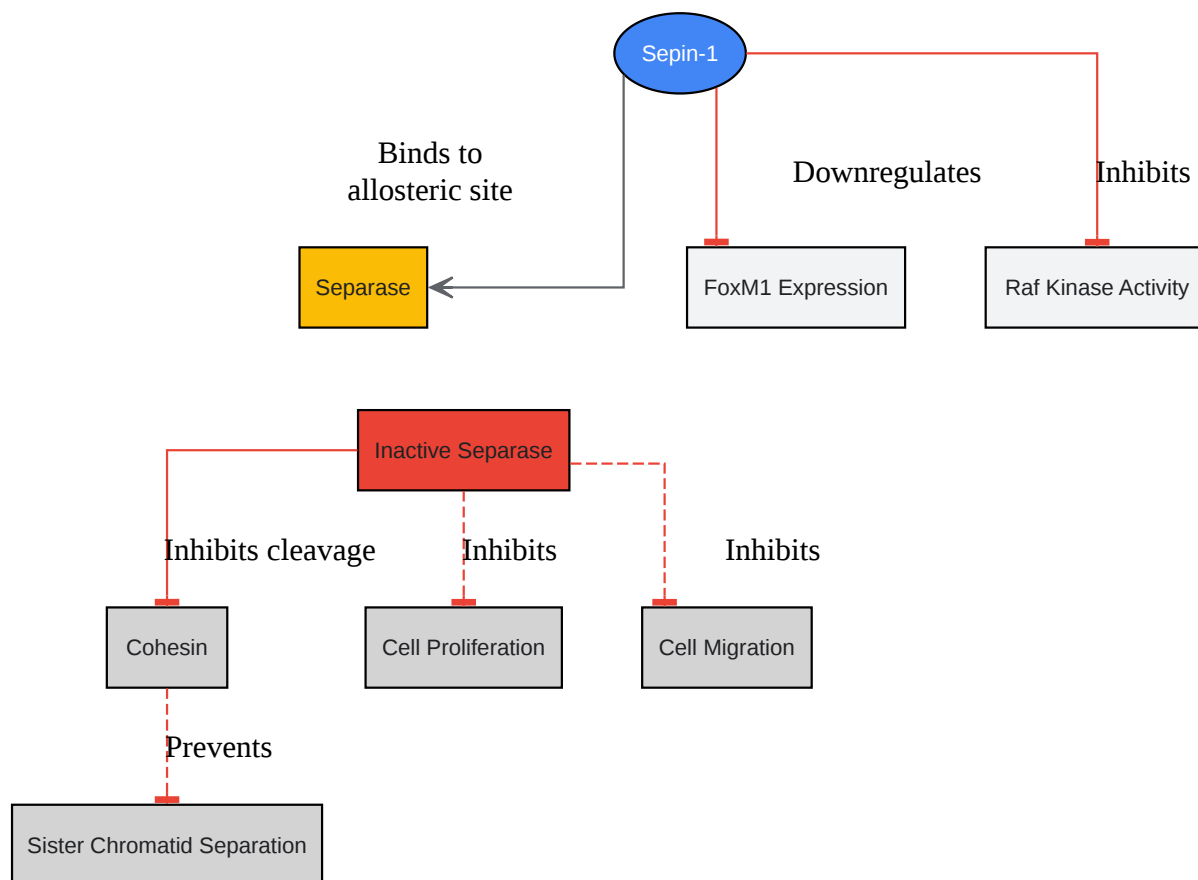 Sepin-1
Binds to
allosteric site
Downregulates
Inhibits
Separase
FoxM1 Expression
Raf Kinase Activity
Inactive Separase
Inhibits cleavage
Inhibits
Inhibits
Cohesin
Cell Proliferation
Cell Migration
Prevents
Sister Chromatid Separation